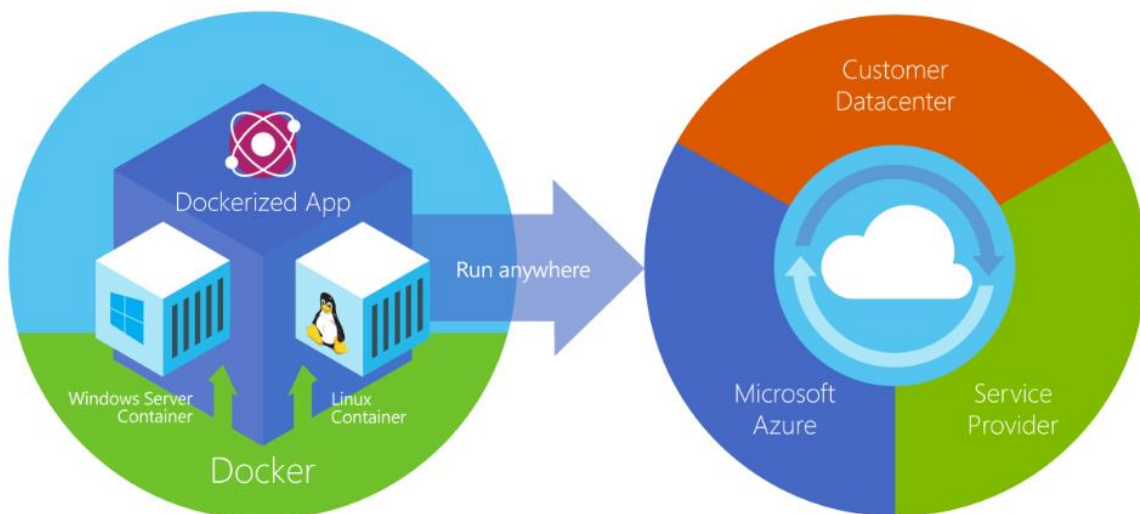 Dockerized App
Windows Server
Container
Linux
Container
Docker
Run anywhere
Customer
Datacenter
Microsoft
Azure
Service
Provider